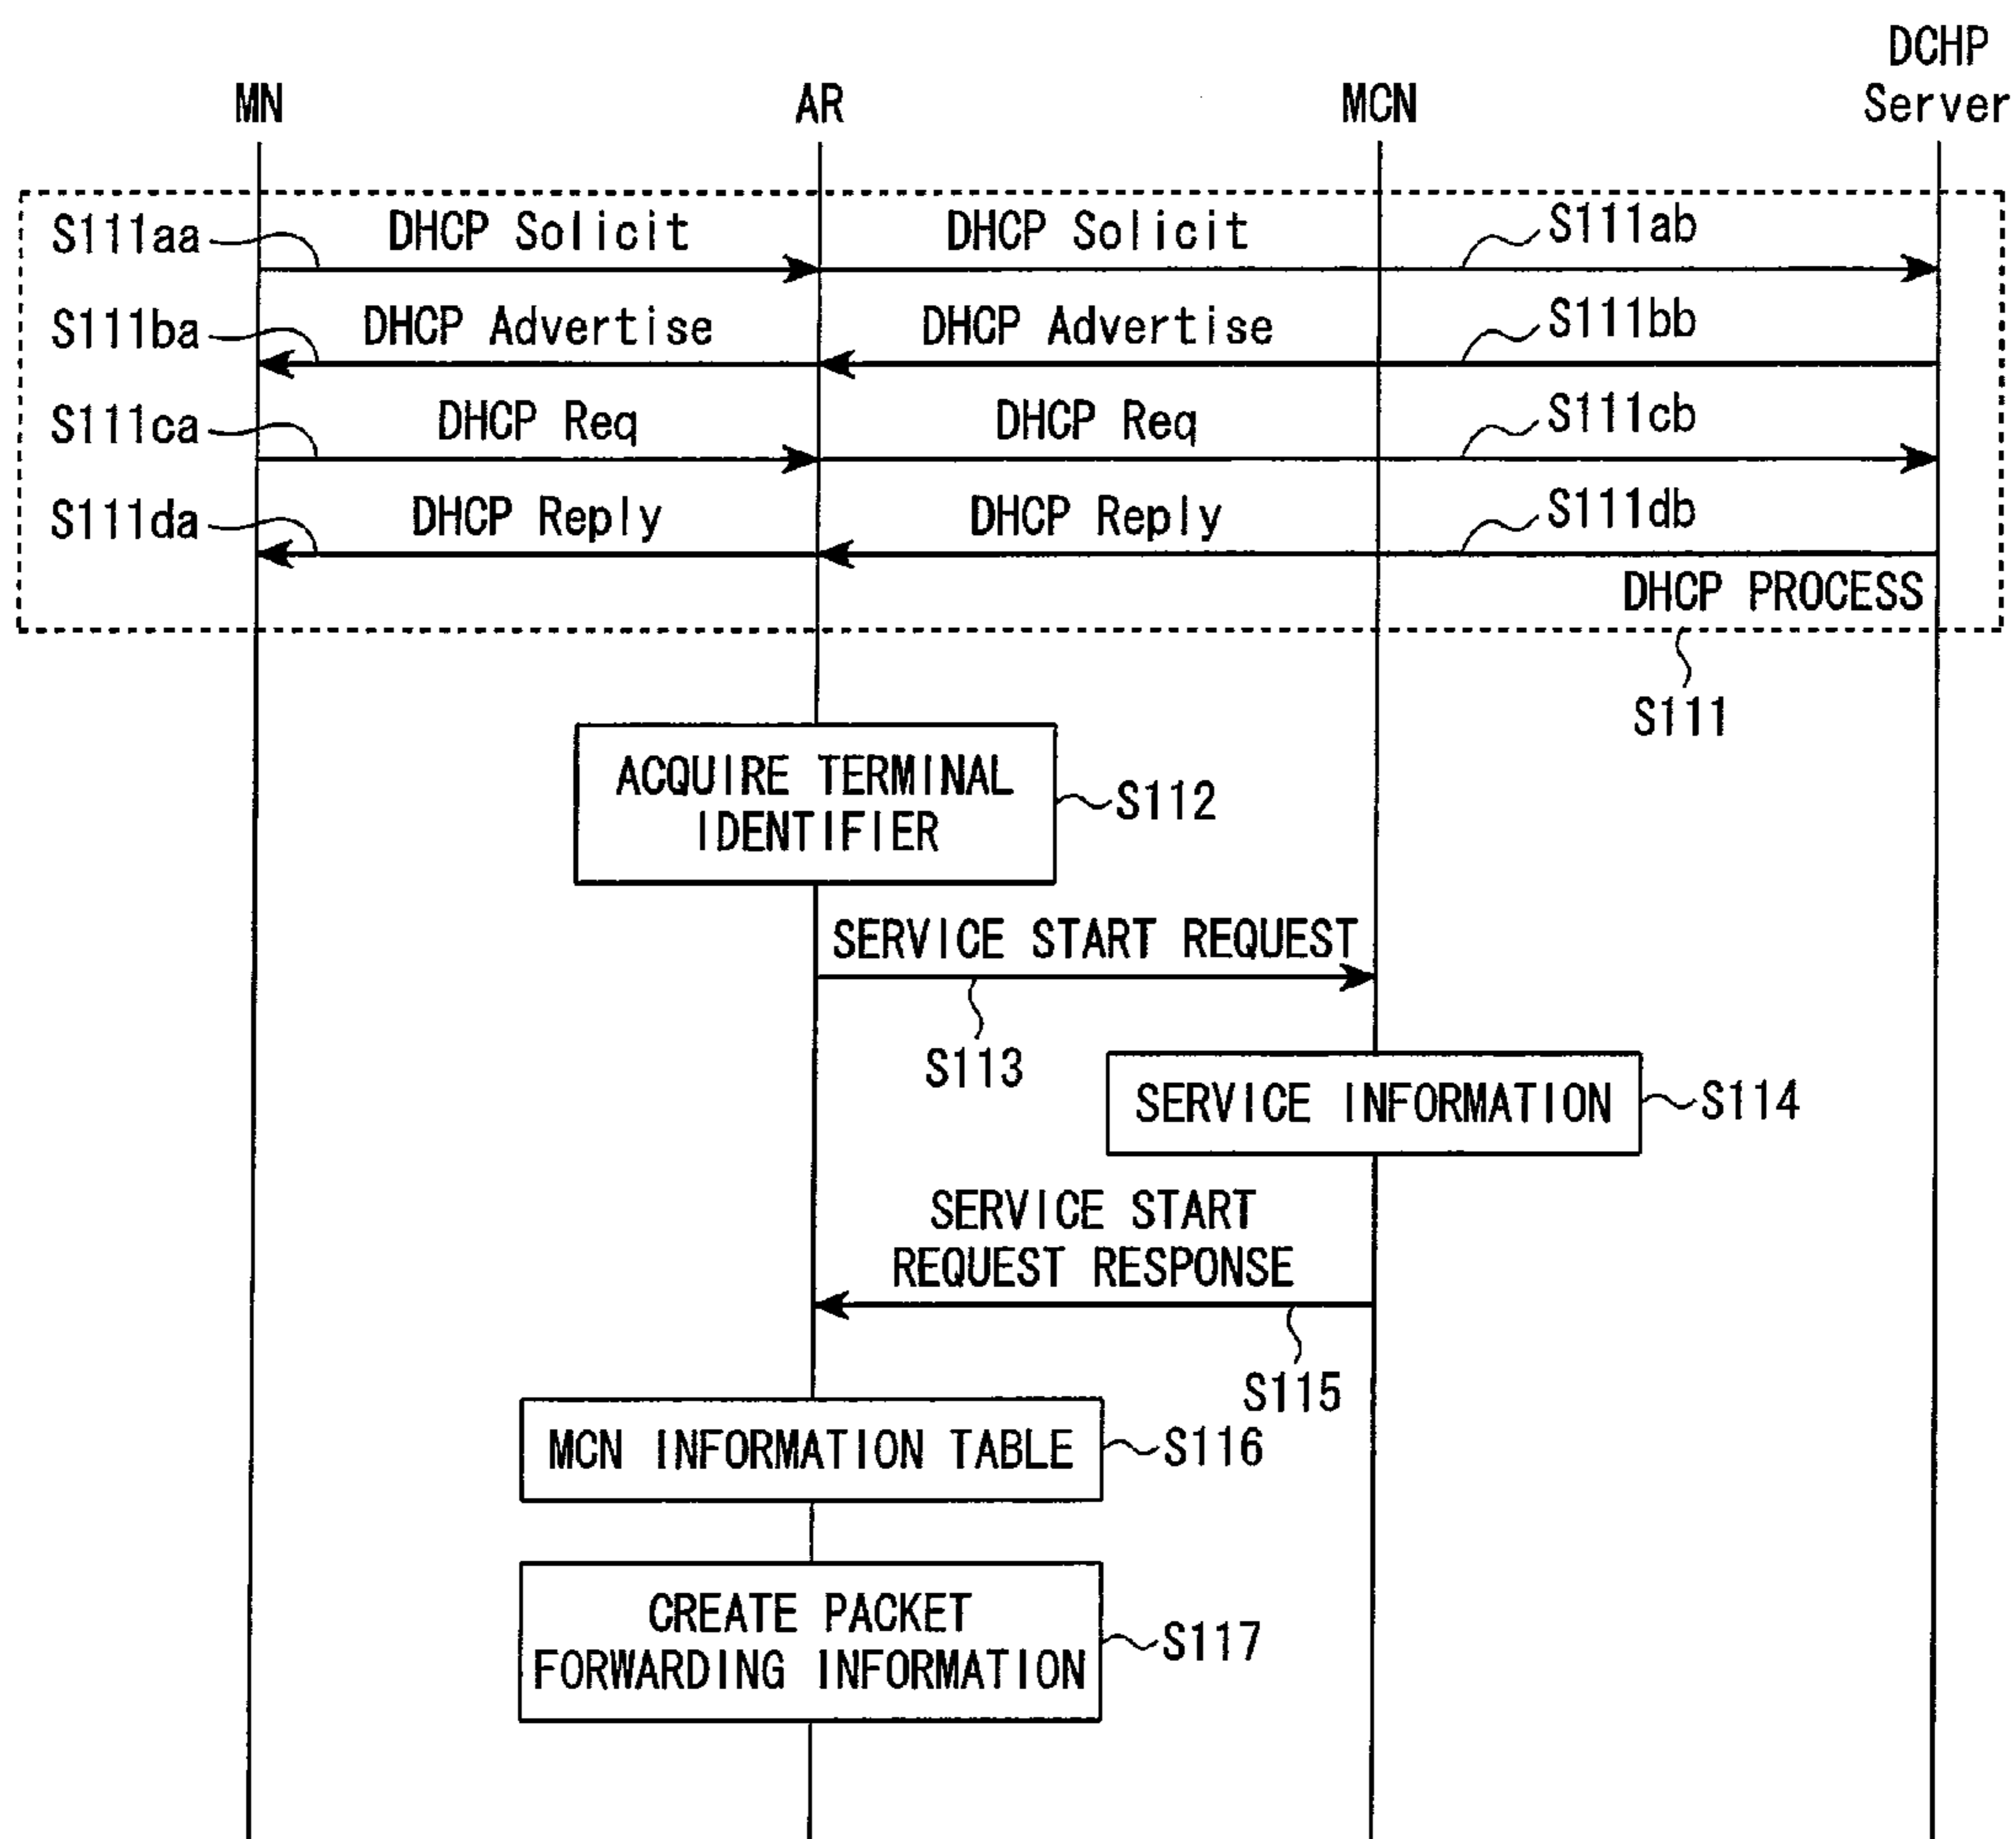 MN
AR
MCN
DCHP
Server
S111aa
DHCP Solicit
DHCP Solicit
S111ab
S111ba
DHCP Advertise
DHCP Advertise
S111bb
S111ca
DHCP Req
DHCP Req
S111cb
S111da
DHCP Reply
DHCP Reply
S111db
DHCP PROCESS
S111
ACQUIRE TERMINAL
IDENTIFIER
S112
SERVICE START REQUEST
S113
SERVICE INFORMATION
S114
SERVICE START
REQUEST RESPONSE
S115
MCN INFORMATION TABLE
S116
CREATE PACKET
FORWARDING INFORMATION
S117